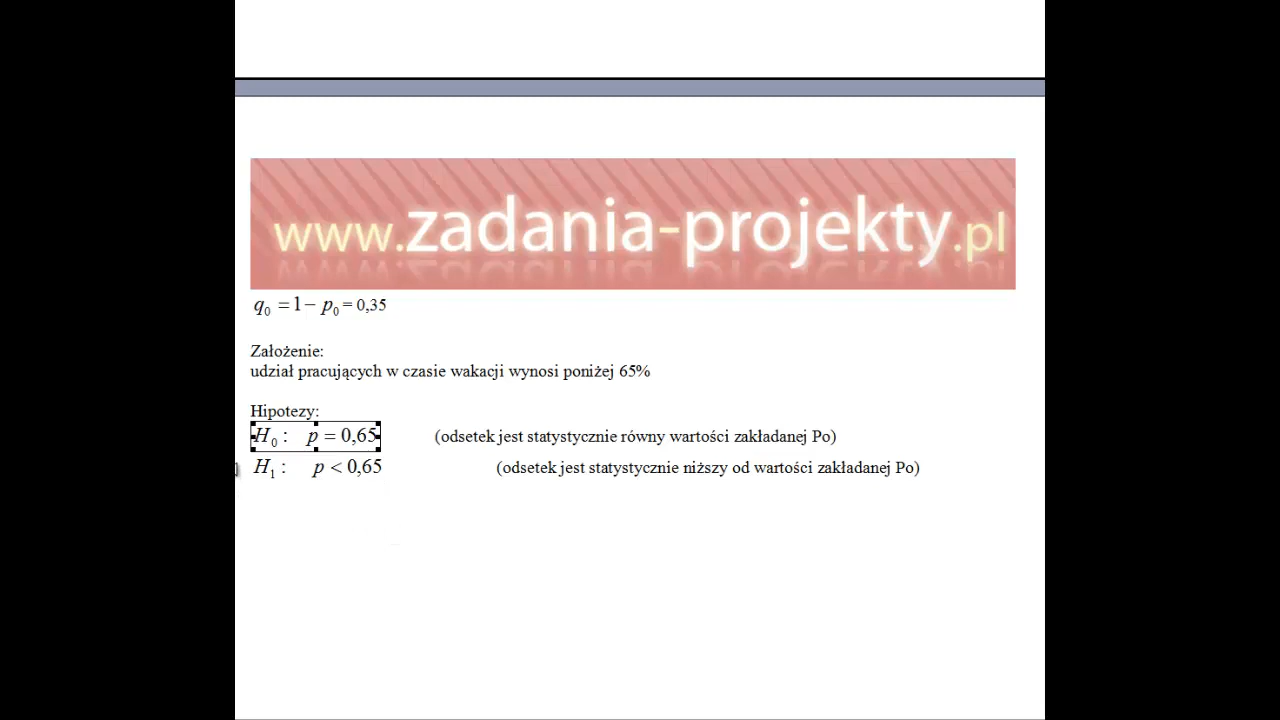 www.zadania-projekty.pl
q₀ = 1 − p₀ = 0,35
Założenie:
udział pracujących w czasie wakacji wynosi poniżej 65%
Hipotezy:
H₀ : p = 0,65 (odsetek jest statystycznie równy wartości zakładanej Po)
H₁ : p < 0,65 (odsetek jest statystycznie niższy od wartości zakładanej Po)